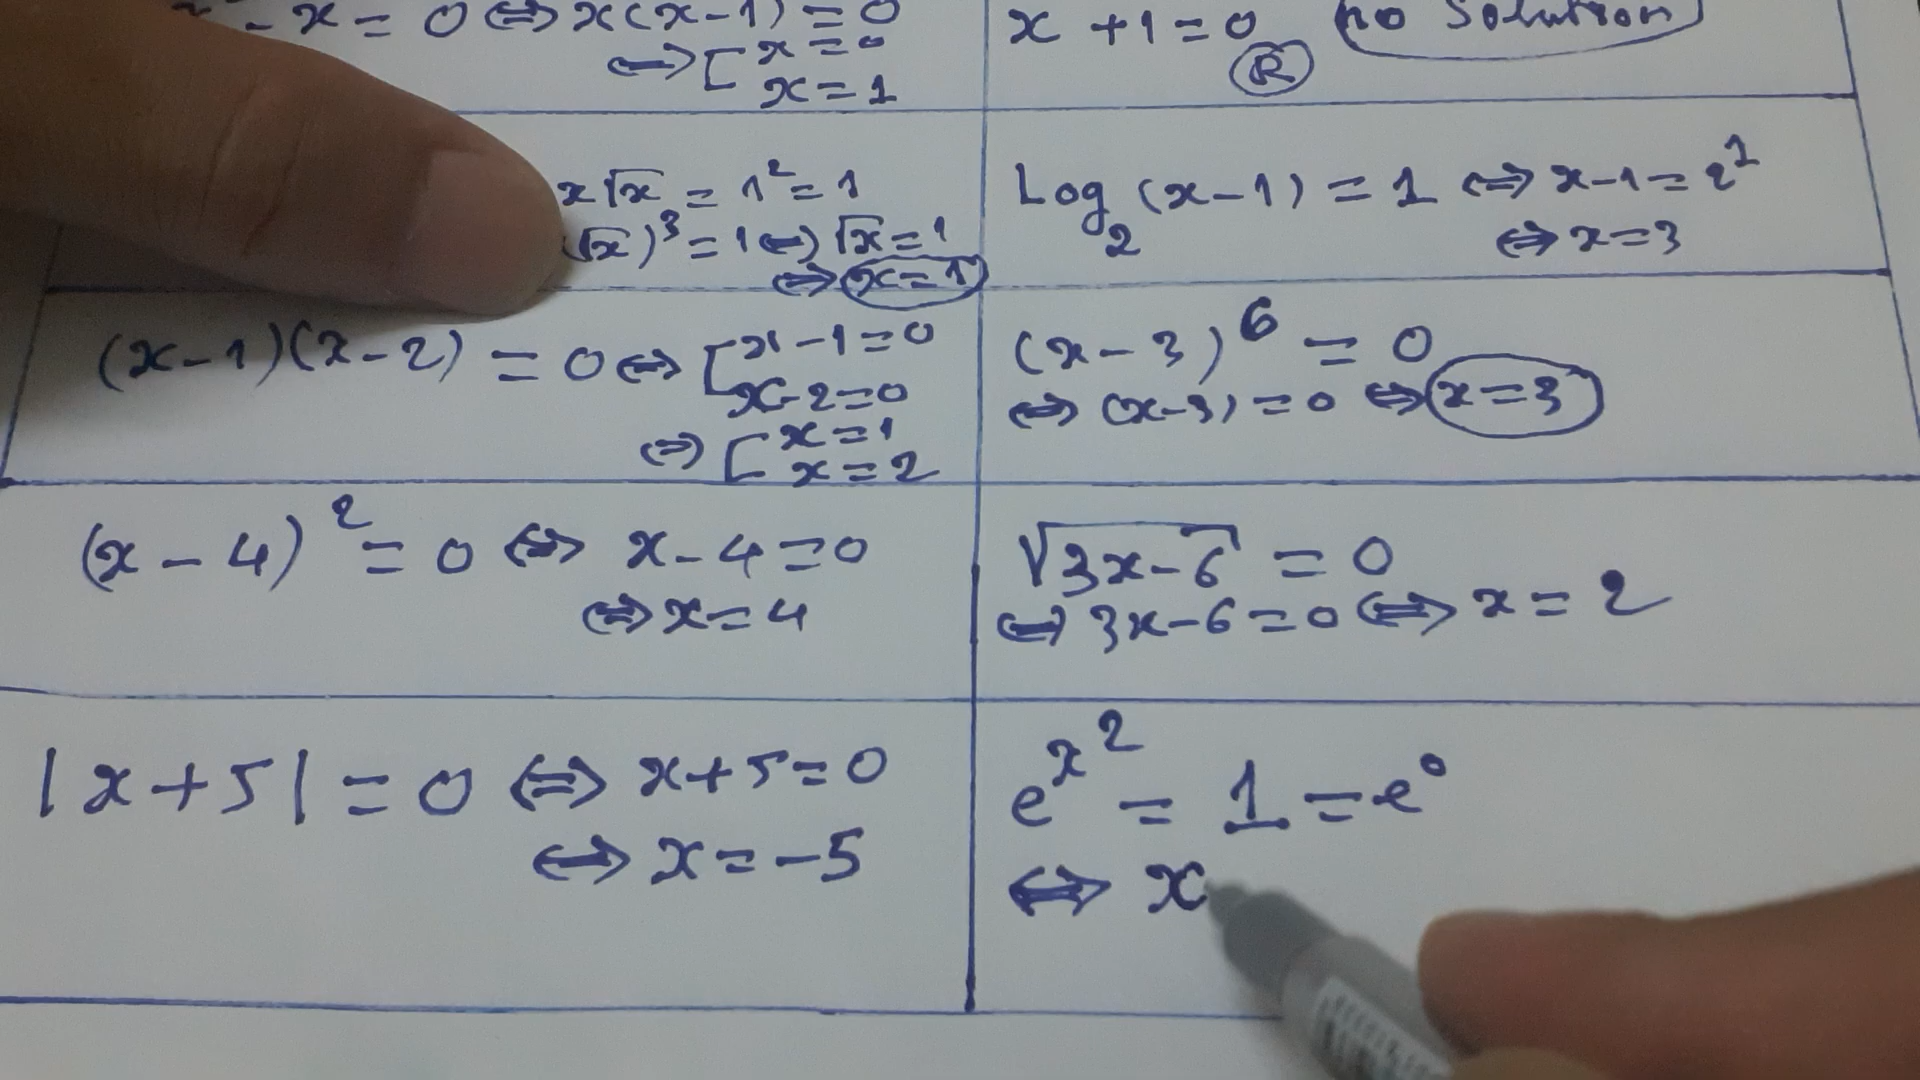 - x = 0 ⇔ x(x-1) = 0
⇔ [ x = 0
x = 1
x +1 = 0 no solution
R
x√x = 1² = 1
(√x)³ = 1 ⇔ √x = 1
⇔ x = 1
Log₂(x-1) = 1 ⇔ x-1 = 2¹
⇔ x = 3
(x-1)(x-2) = 0 ⇔ [ x-1=0
x-2=0
⇔ [ x=1
x=2
(x-3)⁶ = 0
⇔ (x-3) = 0 ⇔ x=3
(x-4)² = 0 ⇔ x-4=0
⇔ x=4
√3x-6 = 0
⇔ 3x-6=0 ⇔ x=2
|x+5| = 0 ⇔ x+5=0
⇔ x=-5
e^x² = 1 = e⁰
⇔ x